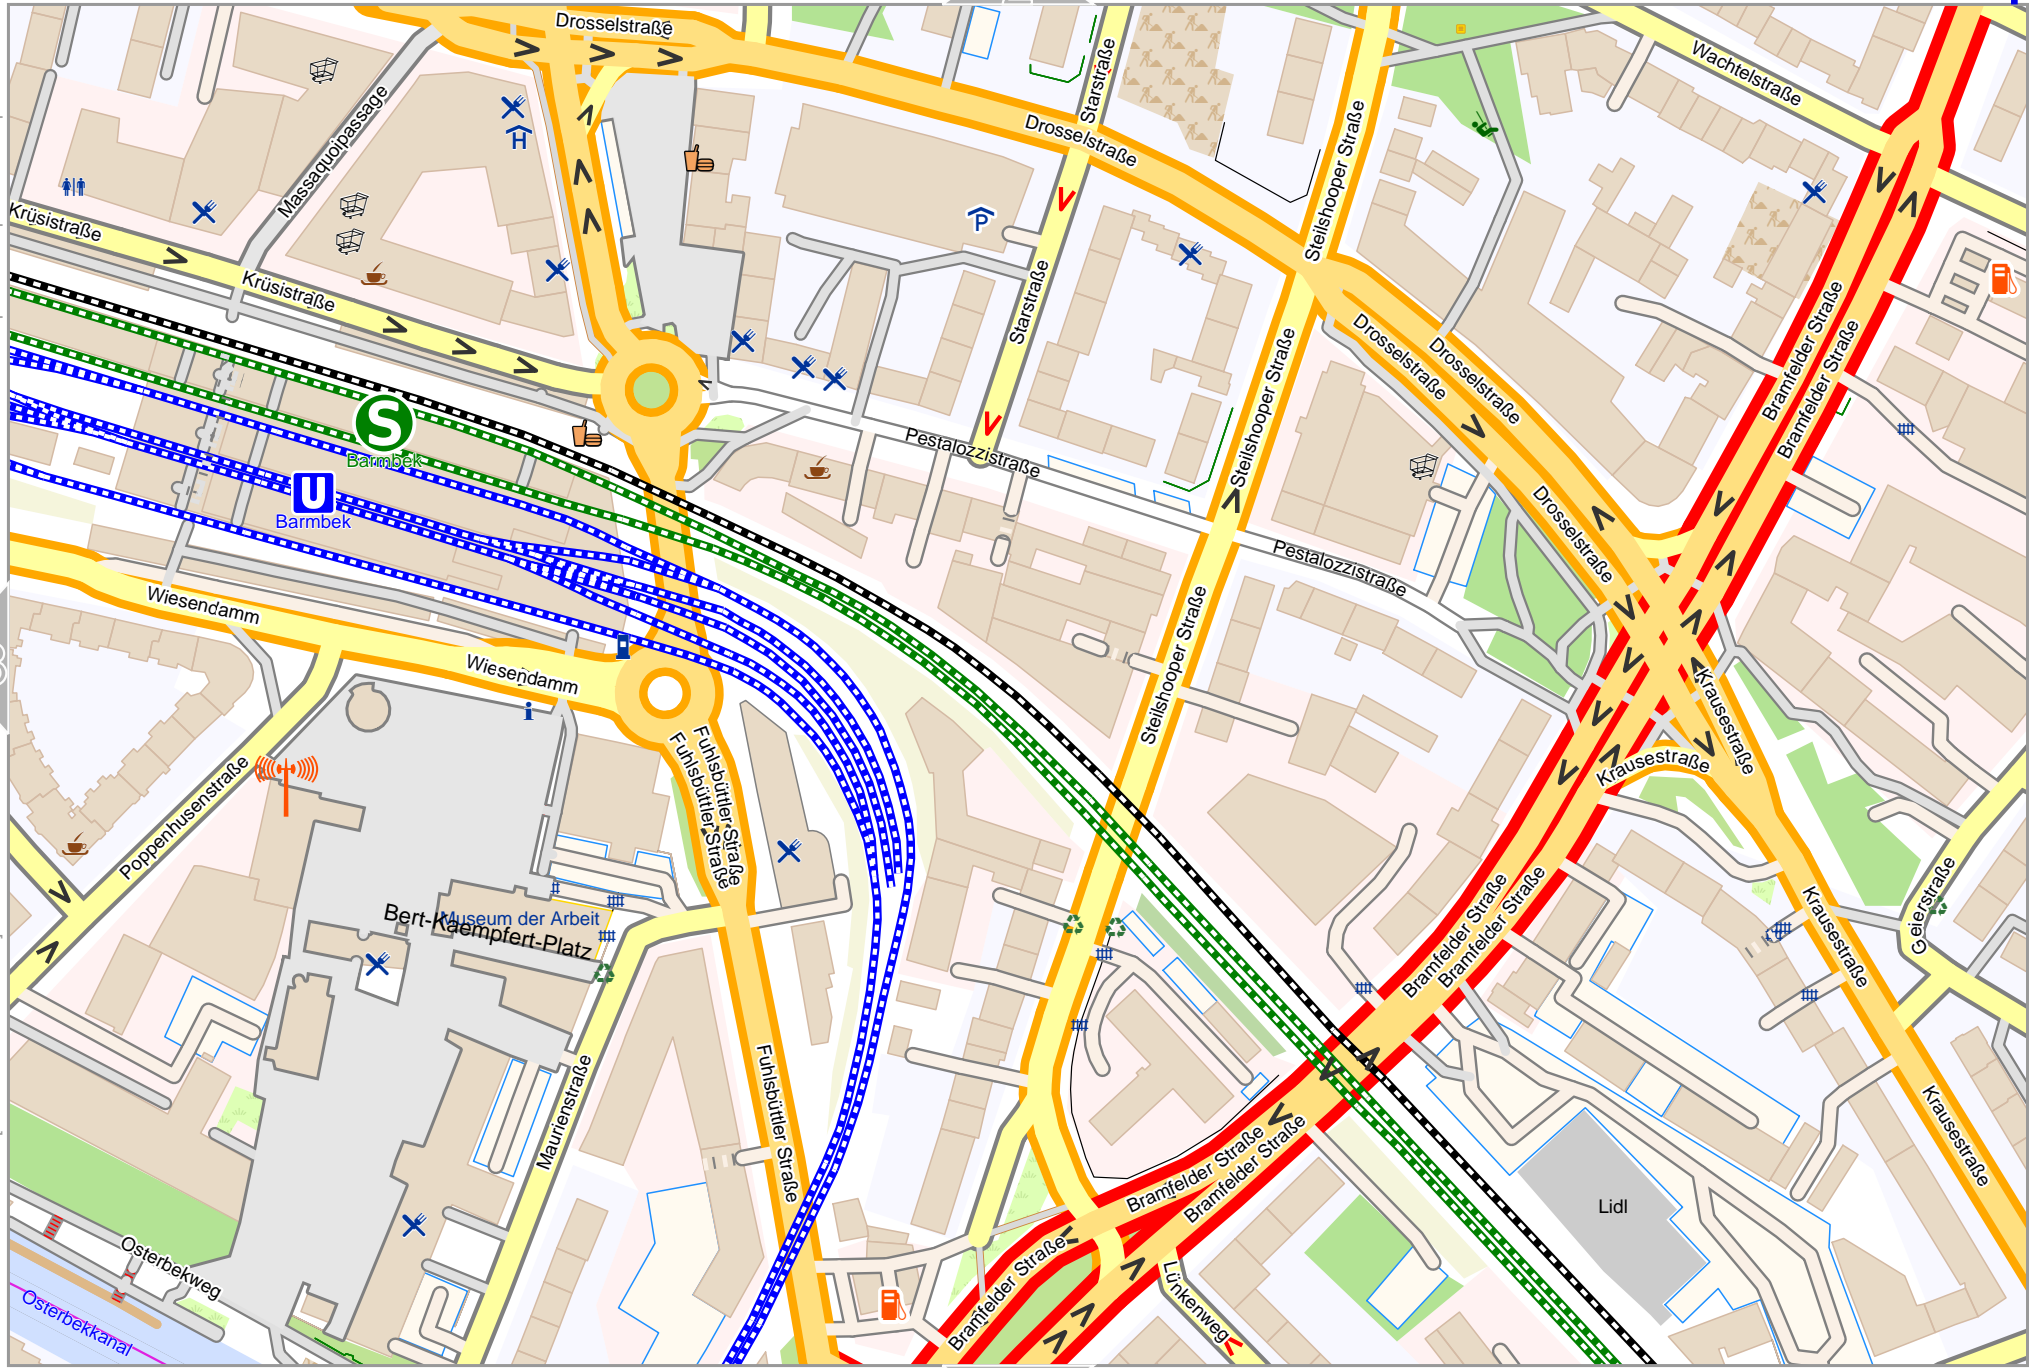 Drosselstraße
Starstraße
Wachtelstraße
Massaquoipassage
H
Drosselstraße
Steilshooper Straße
Krüsistraße
P
Krüsistraße
Starstraße
Bramfelder Straße
Bramfelder Straße
Drosselstraße
Drosselstraße
Steilshooper Straße
S
Barmbek
Pestalozzistraße
U
Barmbek
Drosselstraße
Pestalozzistraße
Wiesendamm
Wiesendamm
Steilshooper Straße
i
Krausestraße
Fuhlsbüttler Straße
Fuhlsbüttler Straße
Krausestraße
Poppenhusenstraße
Bramfelder Straße
Bramfelder Straße
Krausestraße
Geierstraße
Museum der Arbeit
Bert-Kaempfert-Platz
Maurienstraße
Fuhlsbüttler Straße
Krausestraße
Bramfelder Straße
Bramfelder Straße
Lidl
Osterbekweg
Bramfelder Straße
Lünkenweg
Osterbekkanal